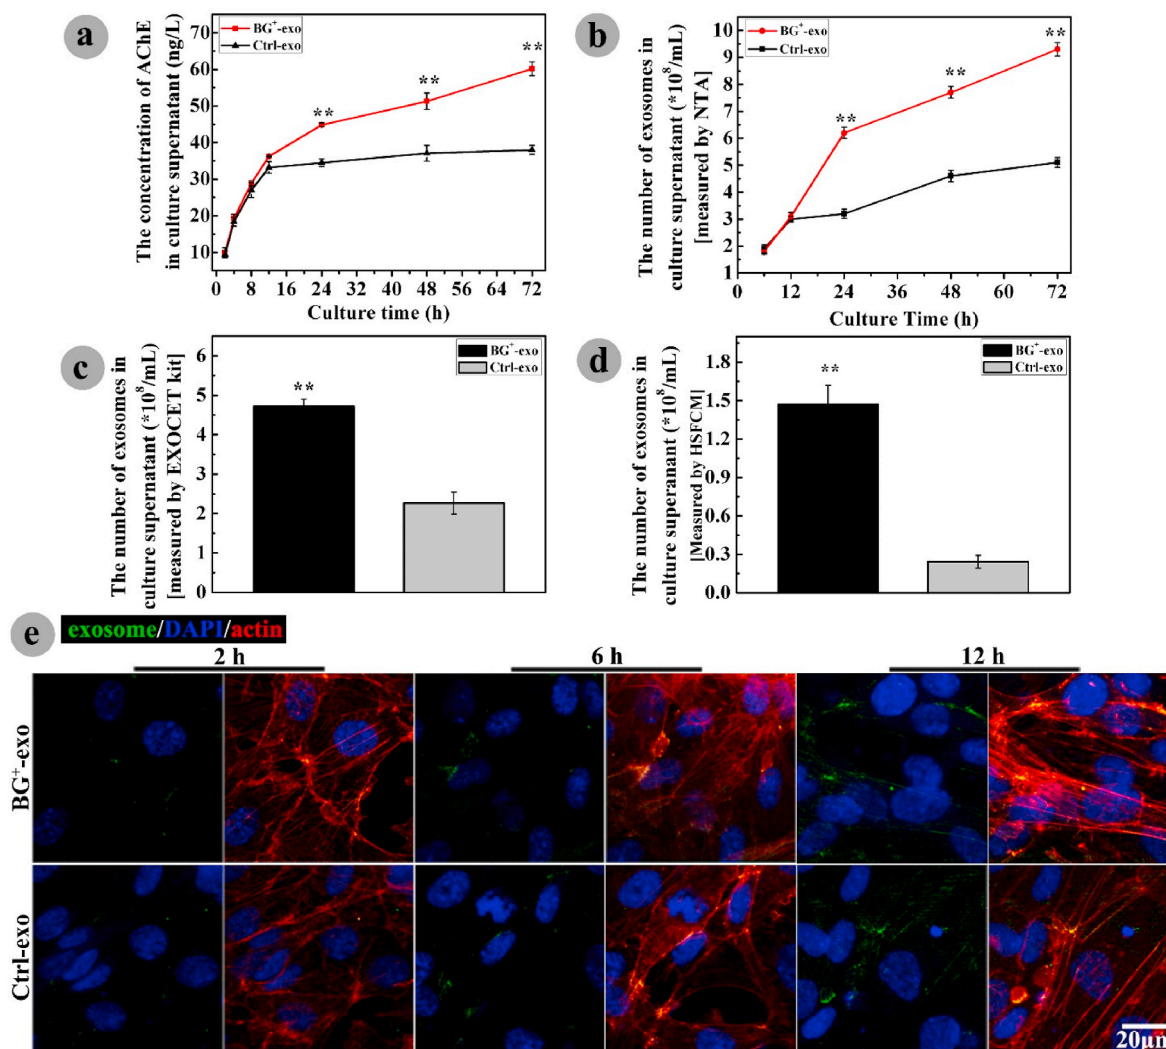 a
The concentration of AChE
in culture supernatant (ng/L)
BG⁺-exo
Ctrl-exo
**
**
**
60
50
40
30
20
10
0 2 4 8 16 24 32 40 48 56 64 72
Culture time (h)
b
The number of exosomes in
culture supernatant (*10⁸/mL)
[measured by NTA]
BG⁺-exo
Ctrl-exo
**
**
**
10
9
8
7
6
5
4
3
2
1
0 12 24 36 48 60 72
Culture Time (h)
c
The number of exosomes in
culture supernatant (*10⁸/mL)
[measured by EXOCET kit]
BG⁺-exo
Ctrl-exo
**
6
5
4
3
2
1
0
d
The number of exosomes in
culture superanant (*10⁸/mL)
[Measured by HSFCM]
BG⁺-exo
Ctrl-exo
**
1.8
1.5
1.2
0.9
0.6
0.3
0.0
e
exosome/DAPI/actin
2 h 6 h 12 h
BG⁺-exo
Ctrl-exo
20μm